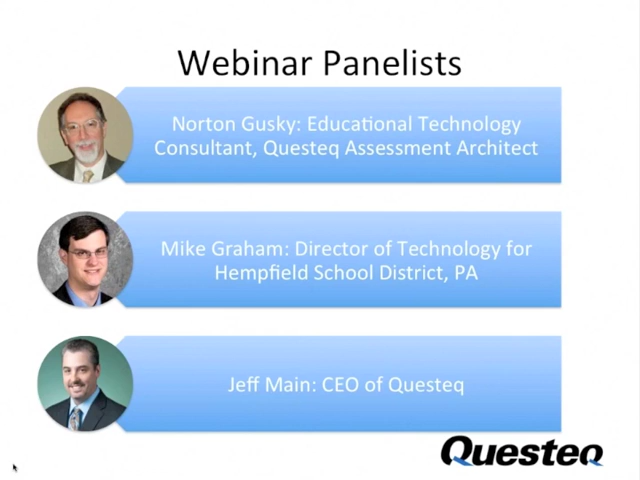 Webinar Panelists
Norton Gusky: Educational Technology
Consultant, Questeq Assessment Architect
Mike Graham: Director of Technology for
Hempfield School District, PA
Jeff Main: CEO of Questeq
Questeq